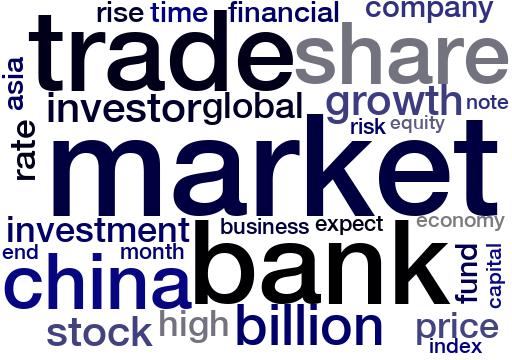 rise time financial company
asia trade share
investor global growth note
rate risk equity
market
investment business expect economy
end month bank fund capital
china
stock high billion price
index